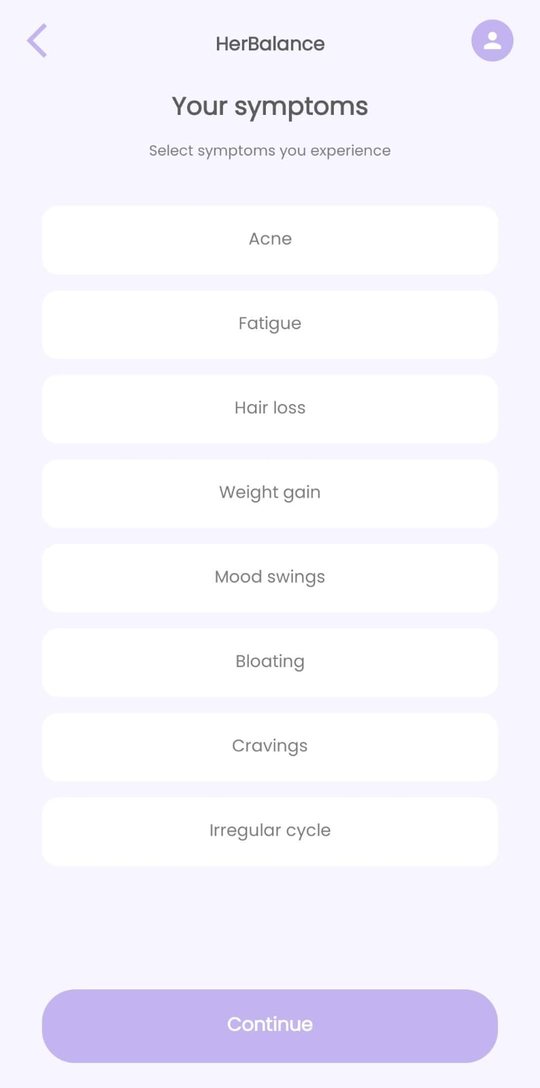 HerBalance
Your symptoms
Select symptoms you experience
Acne
Fatigue
Hair loss
Weight gain
Mood swings
Bloating
Cravings
Irregular cycle
Continue